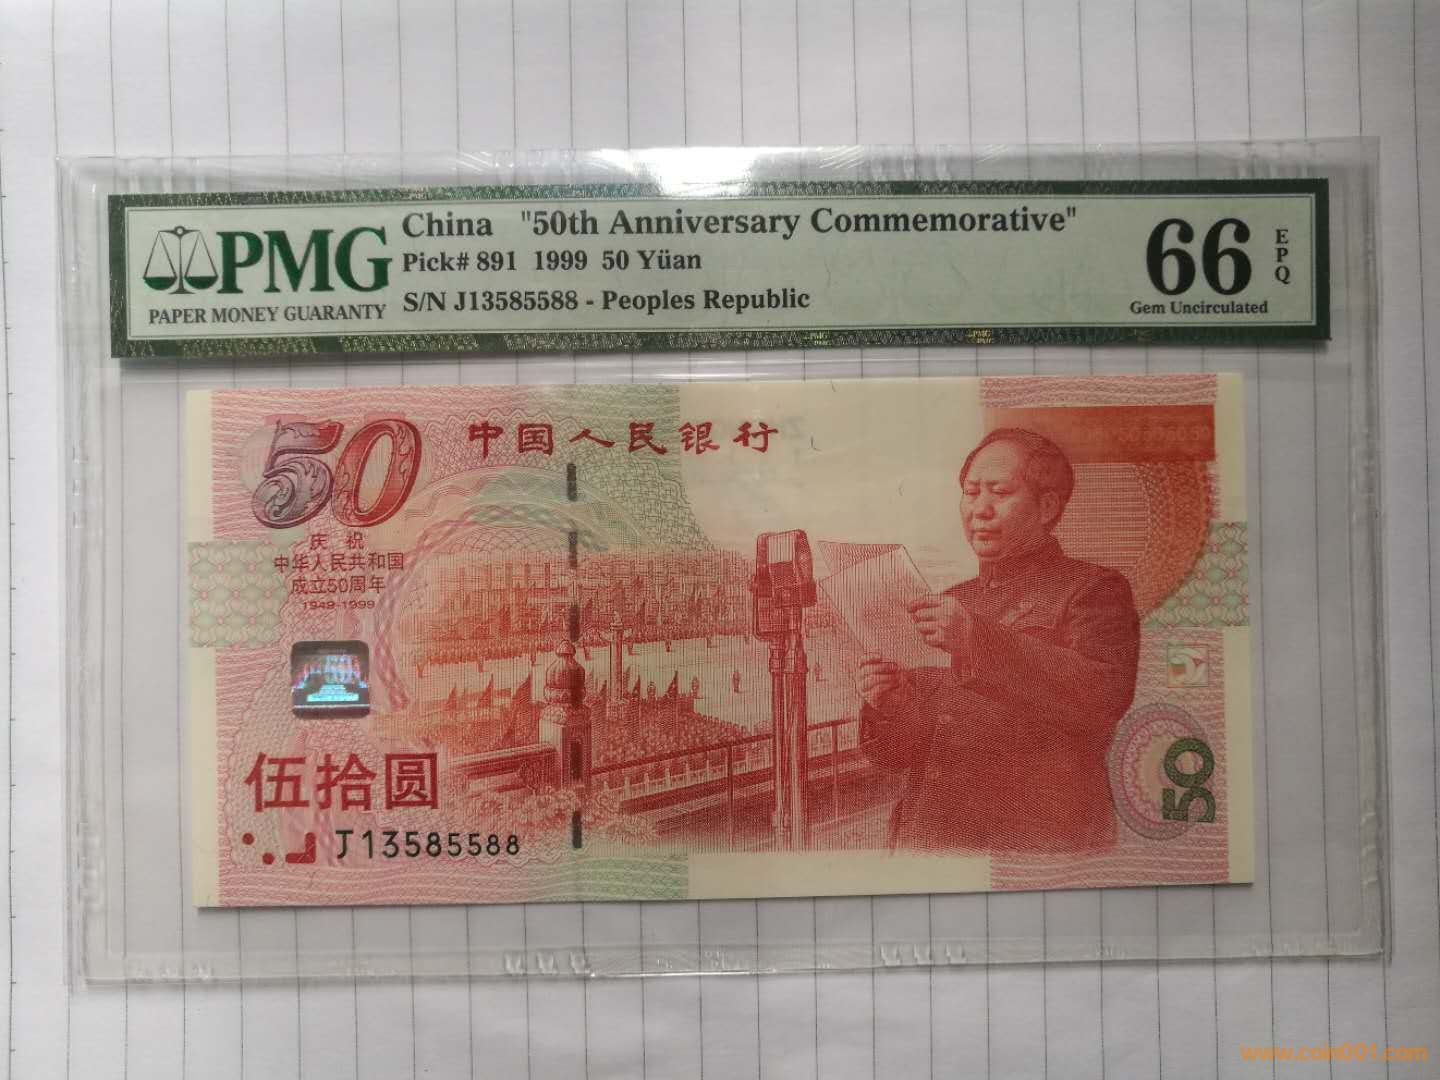 PMG
PAPER MONEY GUARANTY
China "50th Anniversary Commemorative"
Pick# 891 1999 50 Yüan
S/N J13585588 - Peoples Republic
66
EPQ
Gem Uncirculated
50
中国人民银行
庆祝
中华人民共和国
成立50周年
1949-1999
伍拾圆
J13585588
50
www.coin001.com